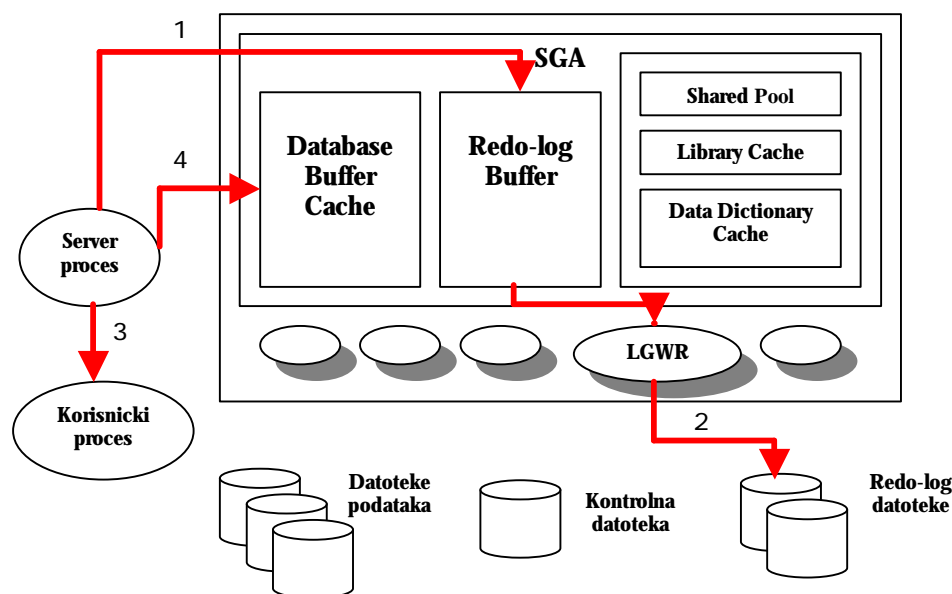 1
SGA
Shared Pool
Database
Buffer
Cache
Redo-log
Buffer
Library Cache
4
Data Dictionary
Cache
Server
proces
3
LGWR
Korisnicki
proces
2
Datoteke
podataka
Kontrolna
datoteka
Redo-log
datoteke